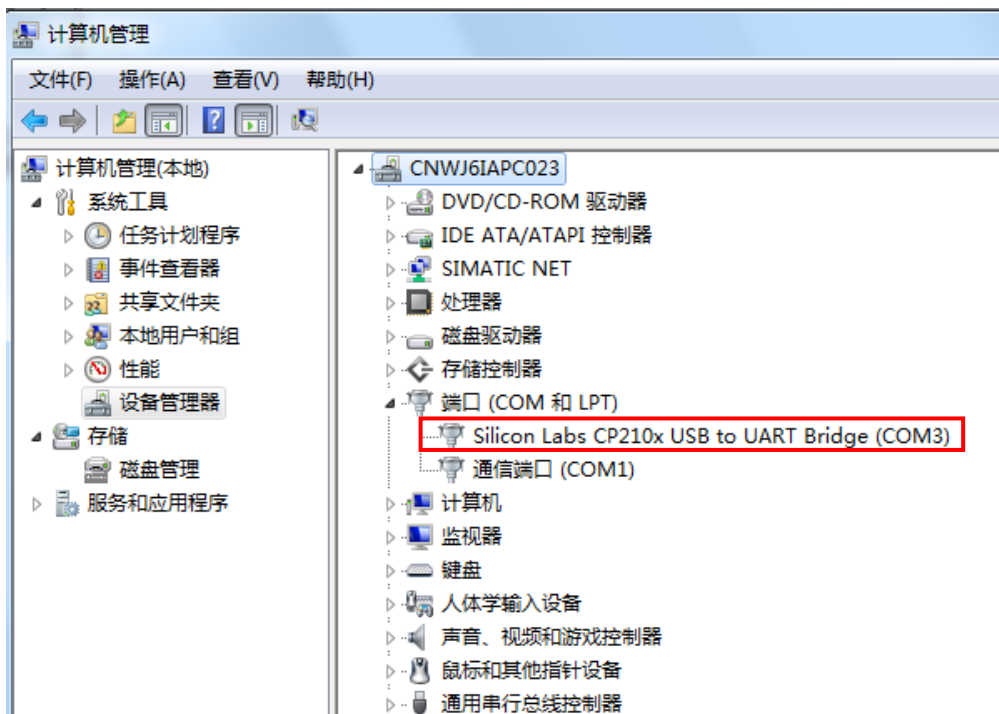 计算机管理
文件(F) 操作(A) 查看(V) 帮助(H)
计算机管理(本地)
系统工具
任务计划程序
事件查看器
共享文件夹
本地用户和组
性能
设备管理器
存储
磁盘管理
服务和应用程序
CNWJ6IAPC023
DVD/CD-ROM 驱动器
IDE ATA/ATAPI 控制器
SIMATIC NET
处理器
磁盘驱动器
存储控制器
端口 (COM 和 LPT)
Silicon Labs CP210x USB to UART Bridge (COM3)
通信端口 (COM1)
计算机
监视器
键盘
人体学输入设备
声音、视频和游戏控制器
鼠标和其他指针设备
通用串行总线控制器